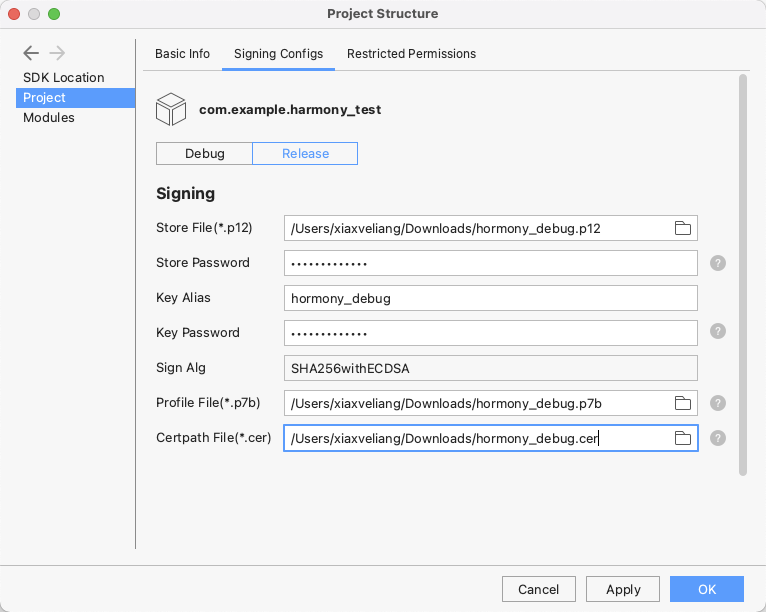 Project Structure
SDK Location
Project
Modules
Basic Info Signing Configs Restricted Permissions
com.example.harmony_test
Debug Release
Signing
Store File(*.p12) /Users/xiaxveliang/Downloads/hormony_debug.p12
Store Password ••••••••••••• ?
Key Alias hormony_debug
Key Password ••••••••••••• ?
Sign Alg SHA256withECDSA
Profile File(*.p7b) /Users/xiaxveliang/Downloads/hormony_debug.p7b ?
Certpath File(*.cer) /Users/xiaxveliang/Downloads/hormony_debug.cer ?
Cancel Apply OK